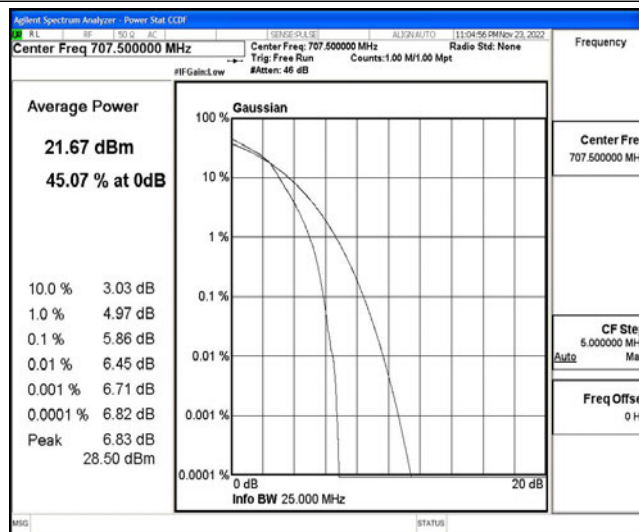 Agilent Spectrum Analyzer - Power Stat CCDF
RL RF 50 Ω AC SENSE:PULSE ALIGN AUTO 11:04:56 PM Nov 23, 2022
Center Freq 707.500000 MHz
Center Freq: 707.500000 MHz Radio Std: None
Trig: Free Run Counts:1.00 M/1.00 Mpt
#IFGain:Low #Atten: 46 dB
Frequency
Average Power
21.67 dBm
45.07 % at 0dB
10.0 % 3.03 dB
1.0 % 4.97 dB
0.1 % 5.86 dB
0.01 % 6.45 dB
0.001 % 6.71 dB
0.0001 % 6.82 dB
Peak 6.83 dB
28.50 dBm
Gaussian
100 %
10 %
1 %
0.1 %
0.01 %
0.001 %
0.0001 %
0 dB 20 dB
Info BW 25.000 MHz
Center Fre
707.500000 MH
CF Ste
5.000000 MH
Auto Ma
Freq Offse
0 H
MSG STATUS